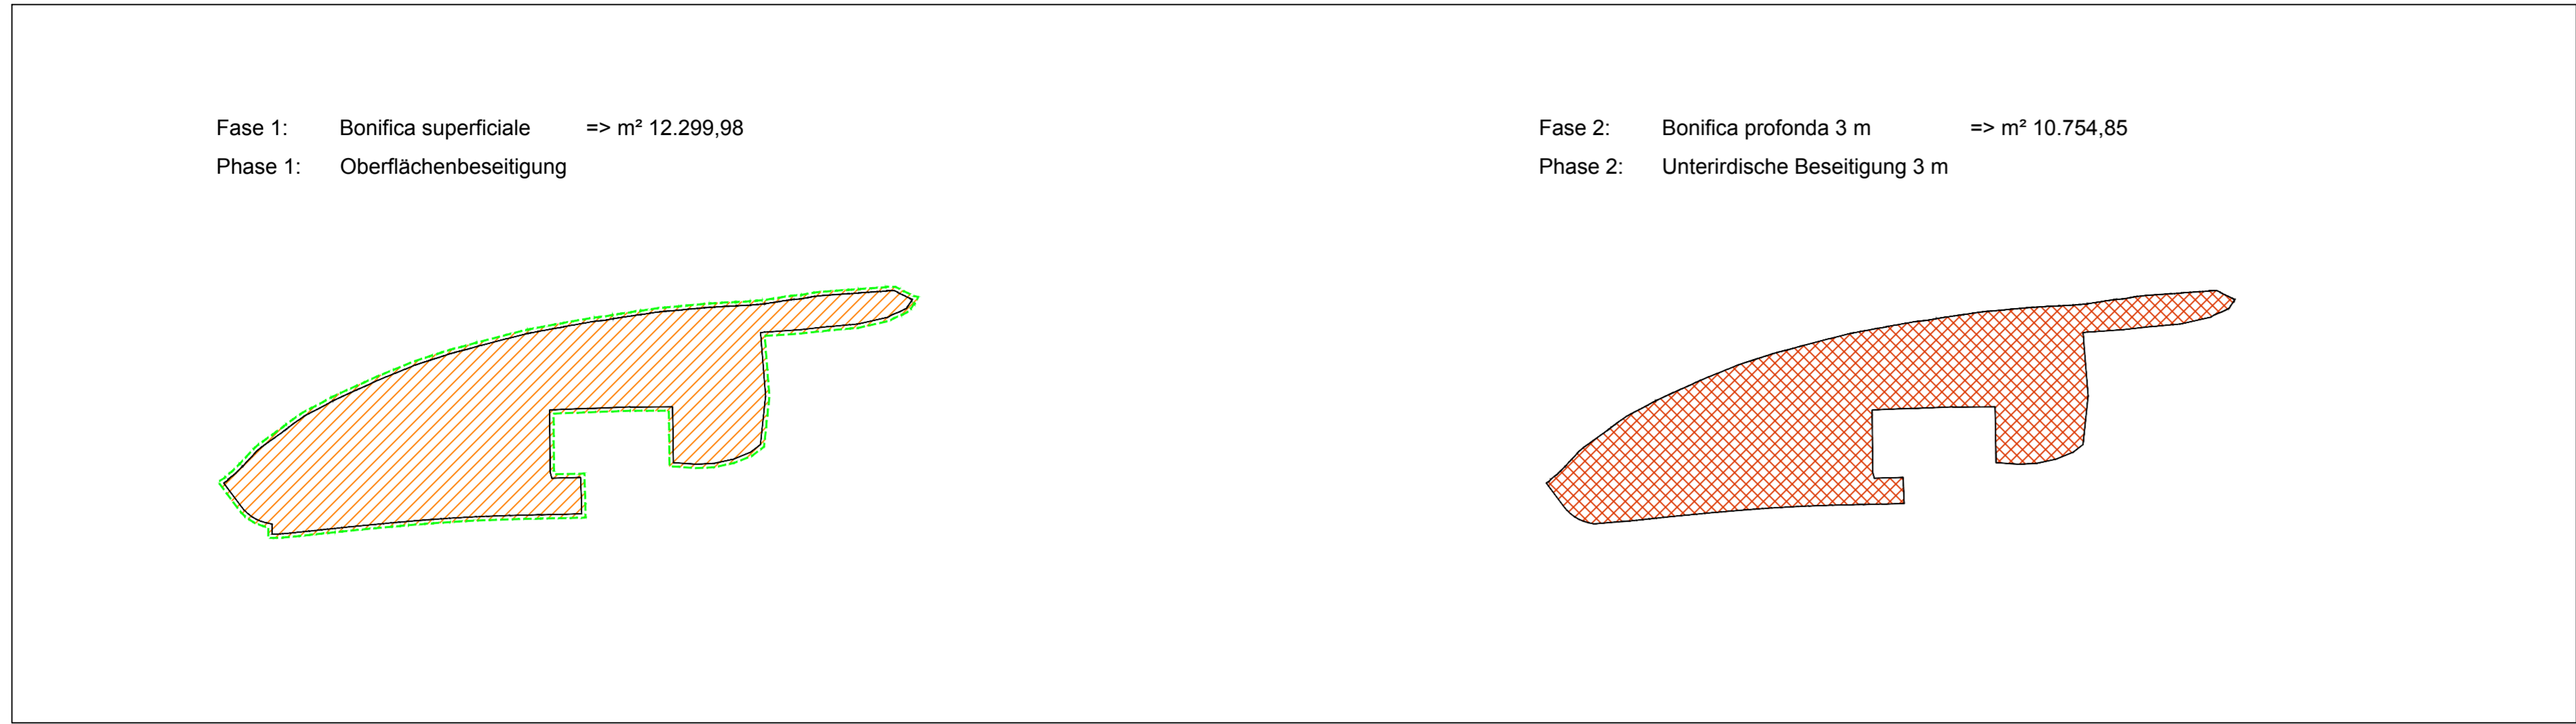 Fase 1: Bonifica superficiale => m² 12.299,98
Phase 1: Oberflächenbeseitigung
Fase 2: Bonifica profonda 3 m => m² 10.754,85
Phase 2: Unterirdische Beseitigung 3 m